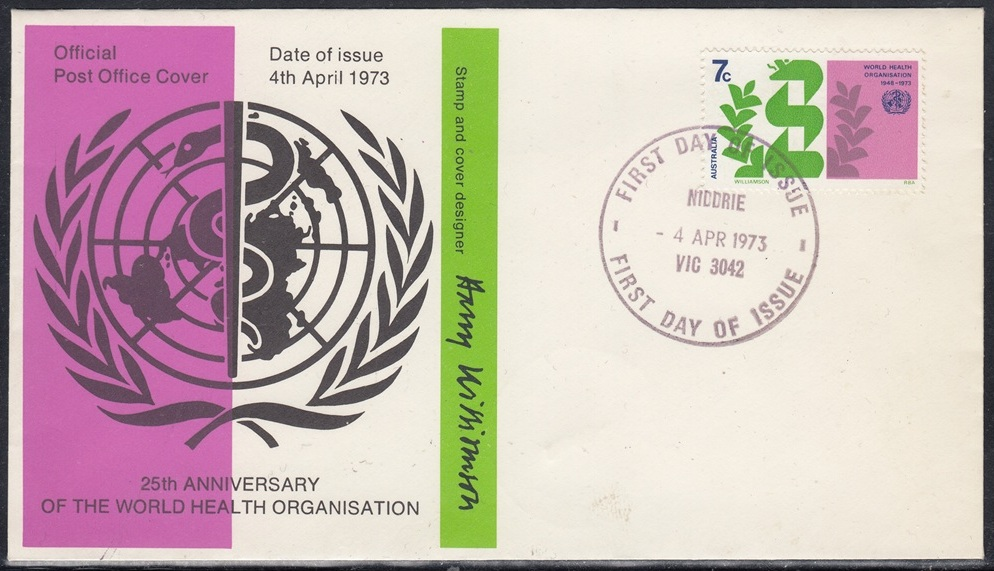 Official
Post Office Cover
Date of issue
4th April 1973
25th ANNIVERSARY
OF THE WORLD HEALTH ORGANISATION
Stamp and cover designer
Harry Williamson
7c
AUSTRALIA
WILLIAMSON
WORLD HEALTH
ORGANISATION
1948-1973
RBA
FIRST DAY OF ISSUE
NIDDRIE
- 4 APR 1973
VIC 3042
FIRST DAY OF ISSUE